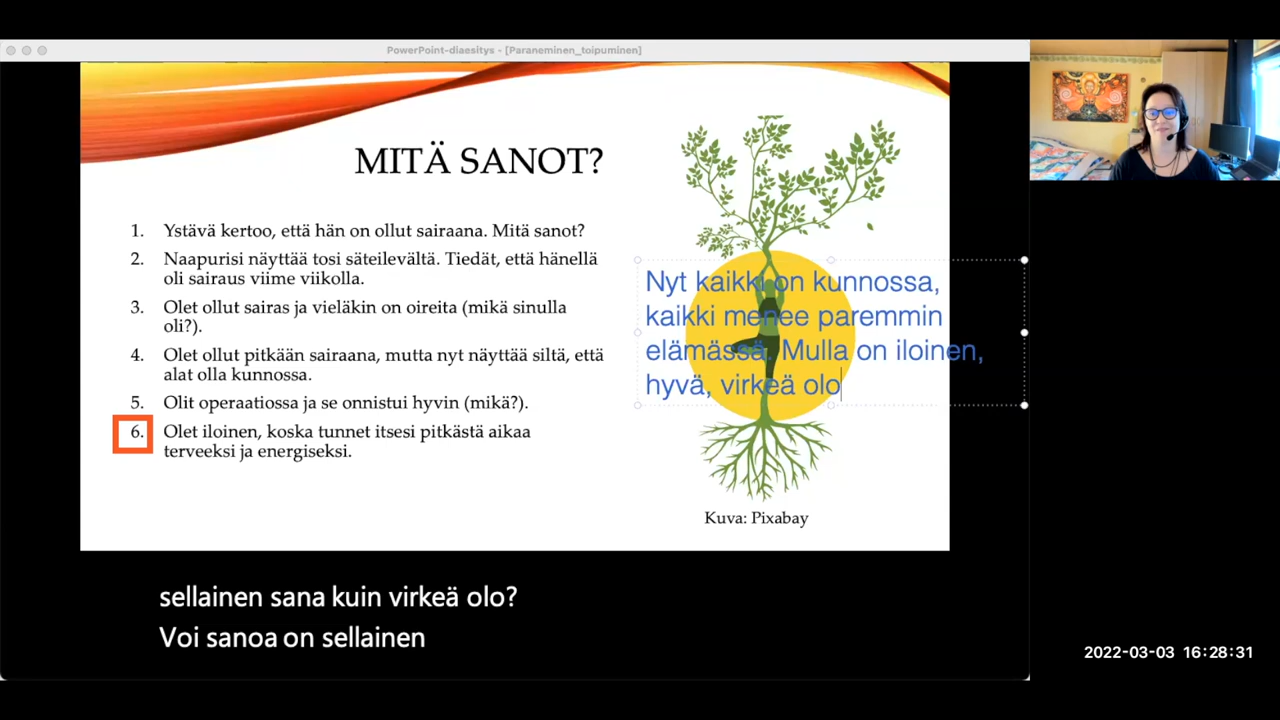 PowerPoint-diaesitys - [Paraneminen_toipuminen]
MITÄ SANOT?
1. Ystävä kertoo, että hän on ollut sairaana. Mitä sanot?
2. Naapurisi näyttää tosi säteilevältä. Tiedät, että hänellä
oli sairaus viime viikolla.
3. Olet ollut sairas ja vieläkin on oireita (mikä sinulla
oli?).
4. Olet ollut pitkään sairaana, mutta nyt näyttää siltä, että
alat olla kunnossa.
5. Olit operaatiossa ja se onnistui hyvin (mikä?).
6. Olet iloinen, koska tunnet itsesi pitkästä aikaa
terveeksi ja energiseksi.
Nyt kaikki on kunnossa,
kaikki menee paremmin
elämässä. Mulla on iloinen,
hyvä, virkeä olo
Kuva: Pixabay
sellainen sana kuin virkeä olo?
Voi sanoa on sellainen
2022-03-03 16:28:31